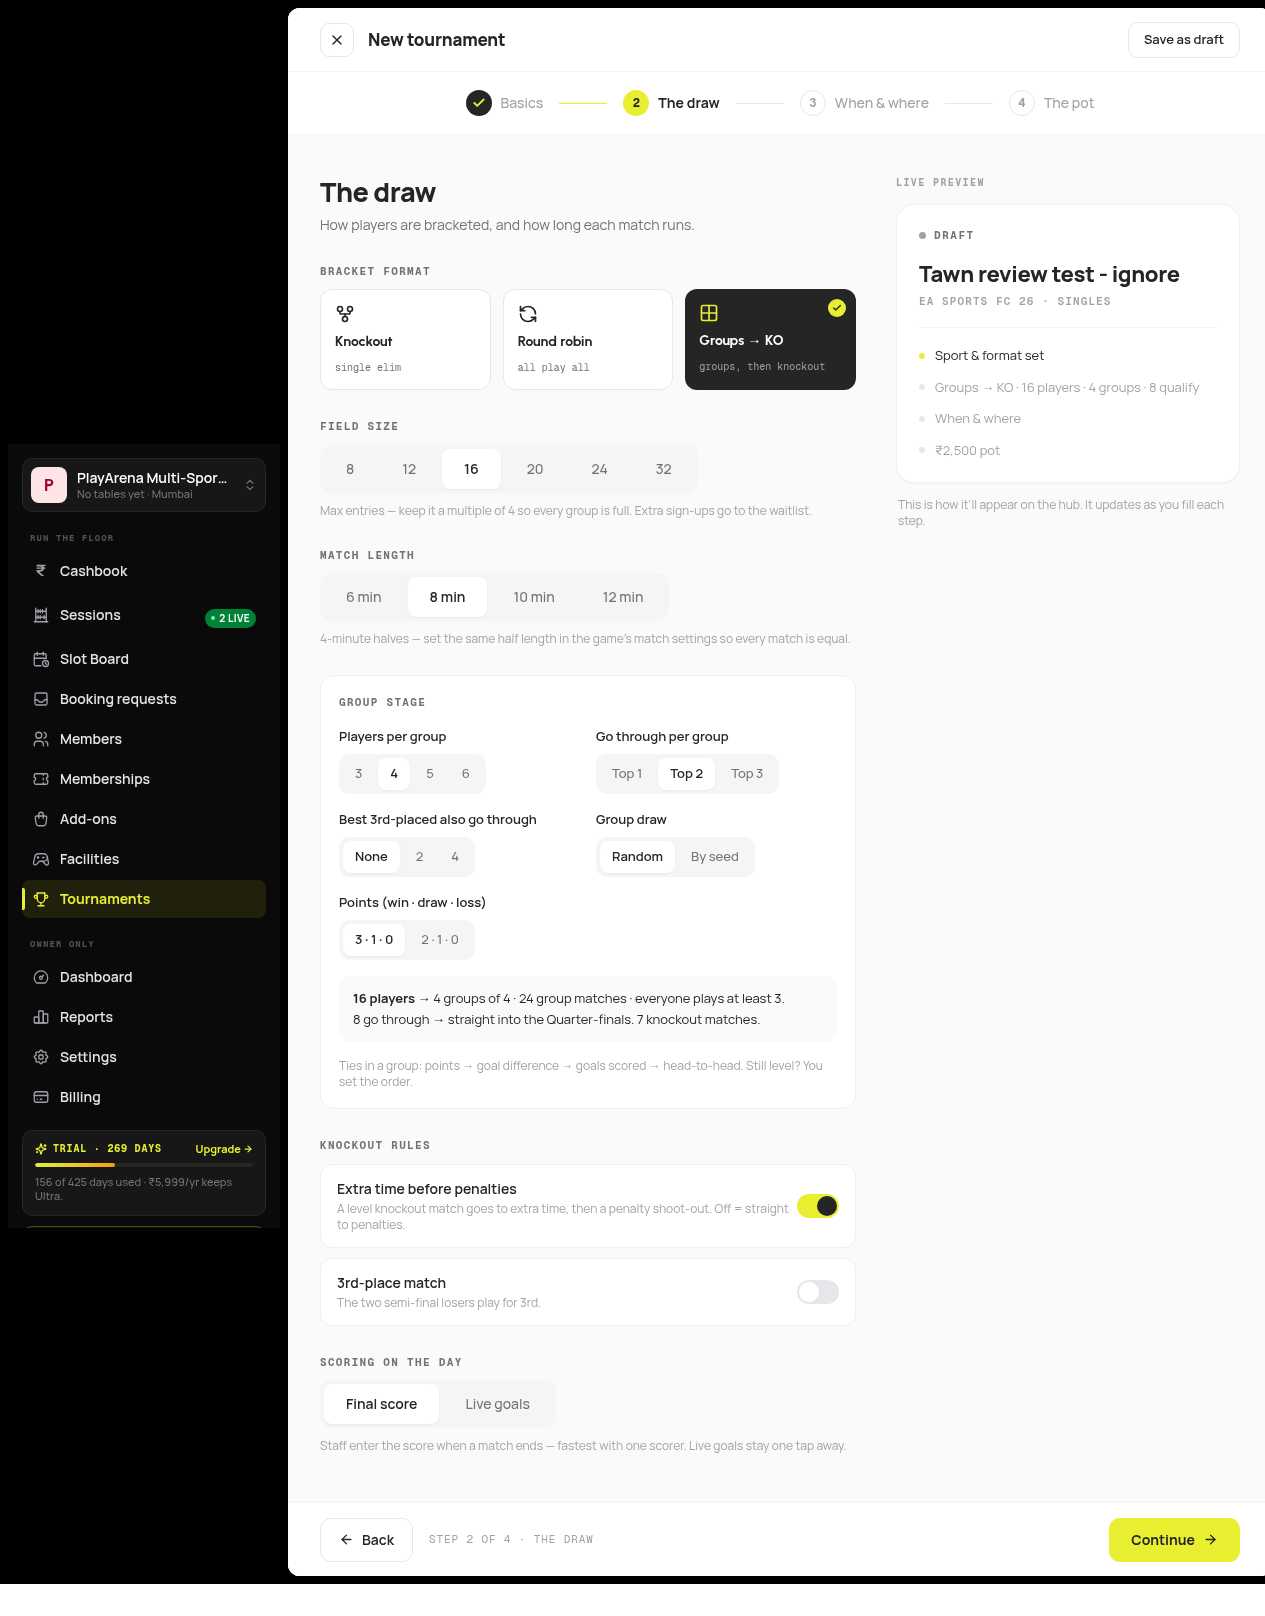 New tournament
Save as draft
Basics
2 The draw
3 When & where
4 The pot
The draw
How players are bracketed, and how long each match runs.
BRACKET FORMAT
Knockout
single elim
Round robin
all play all
Groups → KO
groups, then knockout
FIELD SIZE
8 12 16 20 24 32
Max entries — keep it a multiple of 4 so every group is full. Extra sign-ups go to the waitlist.
MATCH LENGTH
6 min 8 min 10 min 12 min
4-minute halves — set the same half length in the game's match settings so every match is equal.
GROUP STAGE
Players per group
3 4 5 6
Go through per group
Top 1 Top 2 Top 3
Best 3rd-placed also go through
None 2 4
Group draw
Random By seed
Points (win · draw · loss)
3 · 1 · 0 2 · 1 · 0
16 players → 4 groups of 4 · 24 group matches · everyone plays at least 3.
8 go through → straight into the Quarter-finals. 7 knockout matches.
Ties in a group: points → goal difference → goals scored → head-to-head. Still level? You
set the order.
KNOCKOUT RULES
Extra time before penalties
A level knockout match goes to extra time, then a penalty shoot-out. Off = straight
to penalties.
3rd-place match
The two semi-final losers play for 3rd.
SCORING ON THE DAY
Final score Live goals
Staff enter the score when a match ends — fastest with one scorer. Live goals stay one tap away.
Back
STEP 2 OF 4 · THE DRAW
Continue
LIVE PREVIEW
DRAFT
Tawn review test - ignore
EA SPORTS FC 26 · SINGLES
Sport & format set
Groups → KO · 16 players · 4 groups · 8 qualify
When & where
₹2,500 pot
This is how it'll appear on the hub. It updates as you fill each
step.
P
PlayArena Multi-Spor...
No tables yet · Mumbai
RUN THE FLOOR
₹ Cashbook
Sessions
2 LIVE
Slot Board
Booking requests
Members
Memberships
Add-ons
Facilities
Tournaments
OWNER ONLY
Dashboard
Reports
Settings
Billing
TRIAL · 269 DAYS
Upgrade →
156 of 425 days used · ₹5,999/yr keeps
Ultra.